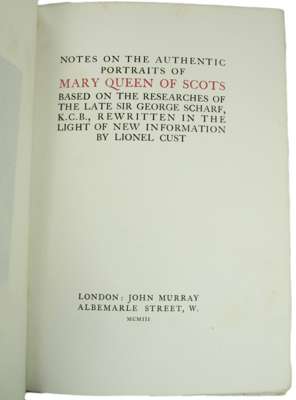 NOTES ON THE AUTHENTIC
PORTRAITS OF
MARY QUEEN OF SCOTS
BASED ON THE RESEARCHES OF
THE LATE SIR GEORGE SCHARF,
K.C.B., REWRITTEN IN THE
LIGHT OF NEW INFORMATION
BY LIONEL CUST
LONDON: JOHN MURRAY
ALBEMARLE STREET, W.
MCMIII